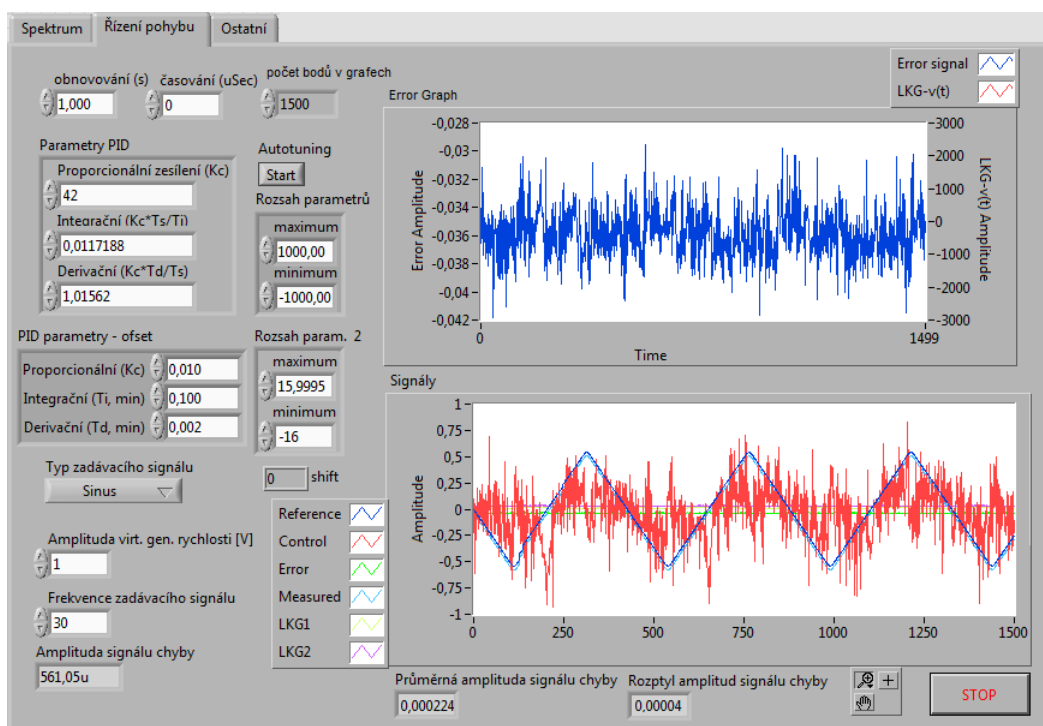 Spektrum
Řízení pohybu
Ostatní
obnovování (s)
časování (uSec)
počet bodů v grafech
1,000
0
1500
Parametry PID
Proporcionální zesílení (Kc)
42
Integrační (Kc*Ts/Ti)
0,0117188
Derivační (Kc*Td/Ts)
1,01562
Autotuning
Start
Rozsah parametrů
maximum
1000,00
minimum
-1000,00
PID parametry - ofset
Proporcionální (Kc)
0,010
Integrační (Ti, min)
0,100
Derivační (Td, min)
0,002
Rozsah param. 2
maximum
15,9995
minimum
-16
Typ zadávacího signálu
Sinus
0
shift
Amplituda virt. gen. rychlosti [V]
1
Frekvence zadávacího signálu
30
Amplituda signálu chyby
561,05u
Reference
Control
Error
Measured
LKG1
LKG2
Error signal
LKG-v(t)
Error Graph
Error Amplitude
-0,028
-0,03
-0,032
-0,034
-0,036
-0,038
-0,04
-0,042
3000
2000
1000
0
-1000
-2000
-3000
LKG-v(t) Amplitude
0
1499
Time
Signály
Amplitude
1
0,75
0,5
0,25
0
-0,25
-0,5
-0,75
-1
0
250
500
750
1000
1250
1500
Průměrná amplituda signálu chyby
0,000224
Rozptyl amplitud signálu chyby
0,00004
STOP